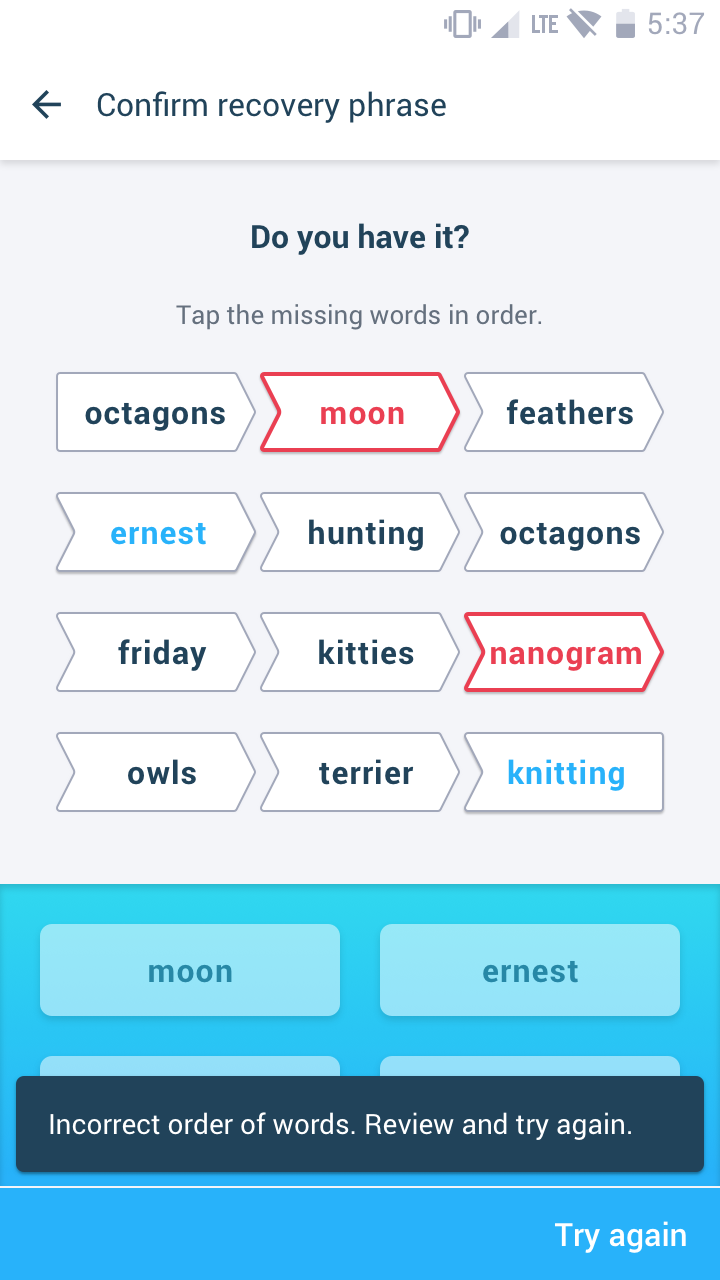 LTE 5:37
Confirm recovery phrase
Do you have it?
Tap the missing words in order.
octagons moon feathers
ernest hunting octagons
friday kitties nanogram
owls terrier knitting
moon ernest
Incorrect order of words. Review and try again.
Try again